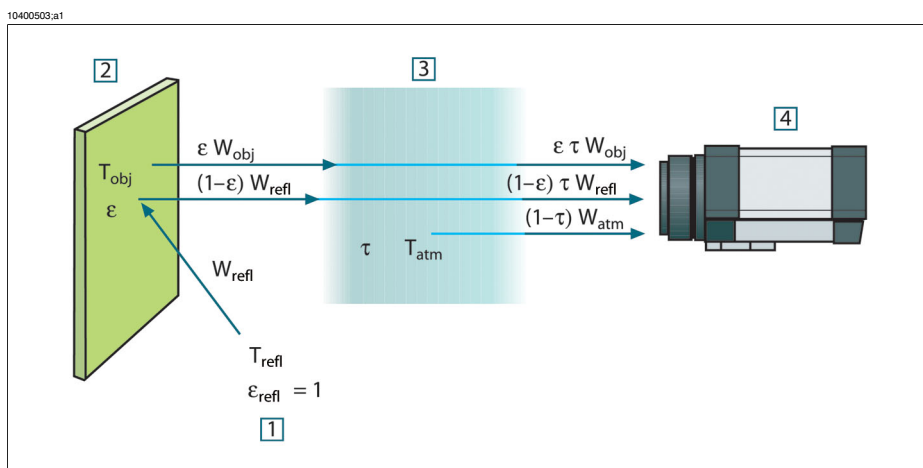 10400503;a1
2
3
4
ε W_obj
ε τ W_obj
T_obj
(1–ε) W_refl
(1–ε) τ W_refl
ε
(1–τ) W_atm
τ
T_atm
W_refl
T_refl
ε_refl = 1
1